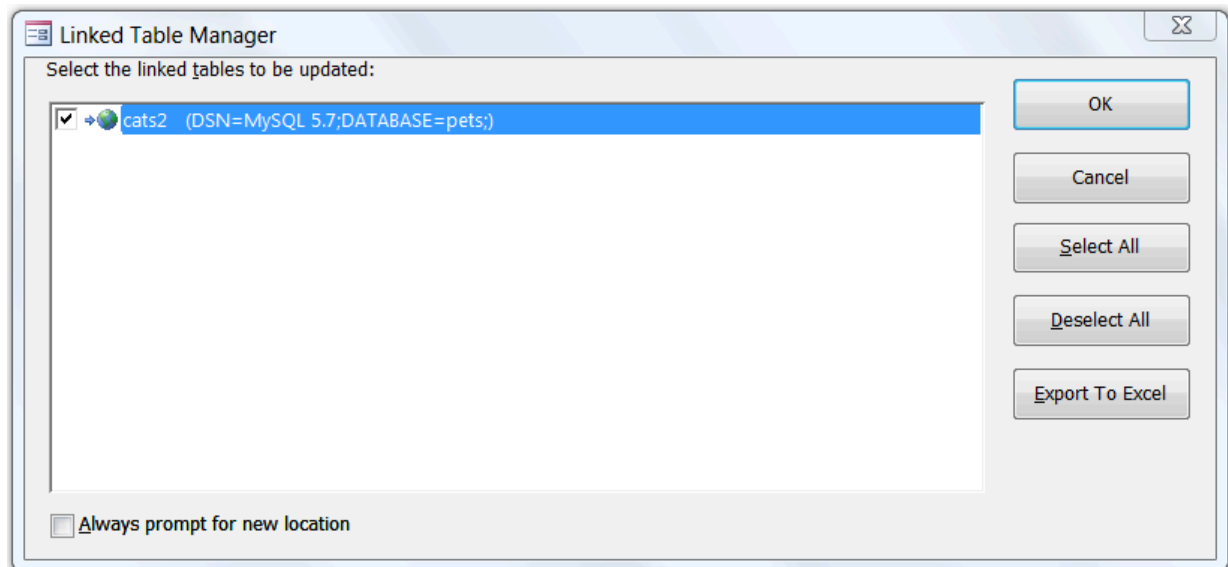 Linked Table Manager
Select the linked tables to be updated:
cats2 (DSN=MySQL 5.7;DATABASE=pets;)
OK
Cancel
Select All
Deselect All
Export To Excel
Always prompt for new location